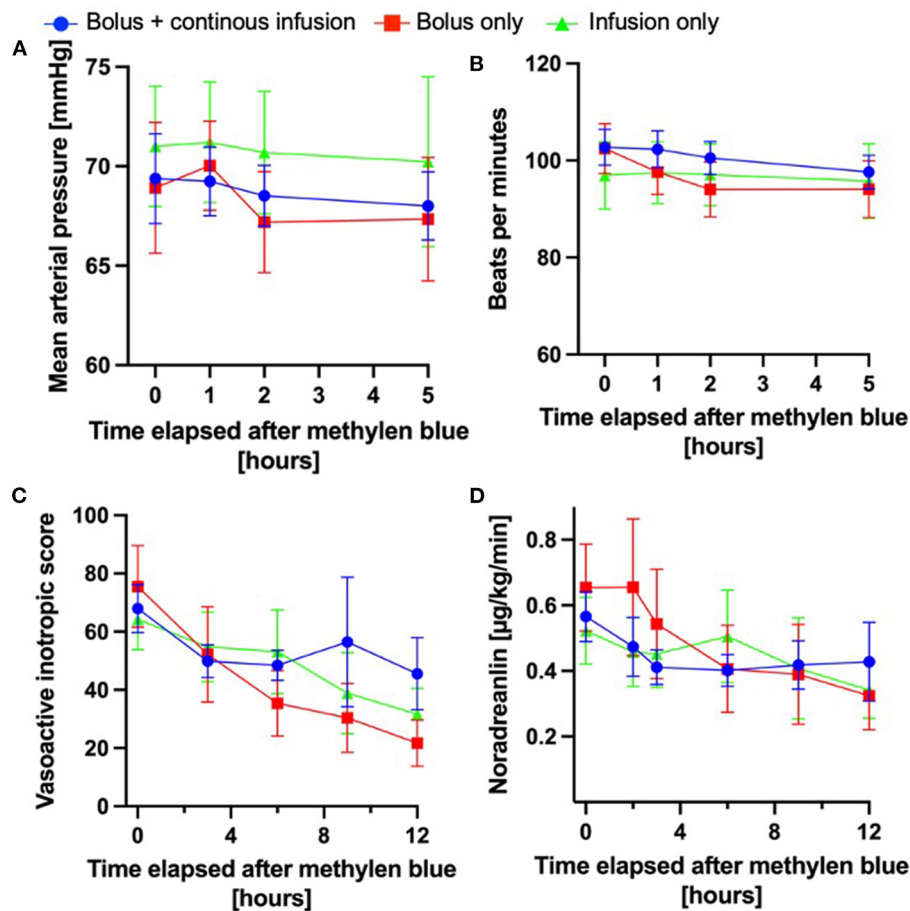 Bolus + continous infusion Bolus only Infusion only
A
Mean arterial pressure [mmHg]
75
70
65
60
0 1 2 3 4 5
Time elapsed after methylen blue
[hours]
B
Beats per minutes
120
100
80
60
0 1 2 3 4 5
Time elapsed after methylen blue
[hours]
C
Vasoactive inotropic score
100
80
60
40
20
0
0 4 8 12
Time elapsed after methylen blue
[hours]
D
Noradreanlin [µg/kg/min]
0.8
0.6
0.4
0.2
0 4 8 12
Time elapsed after methylen blue
[hours]